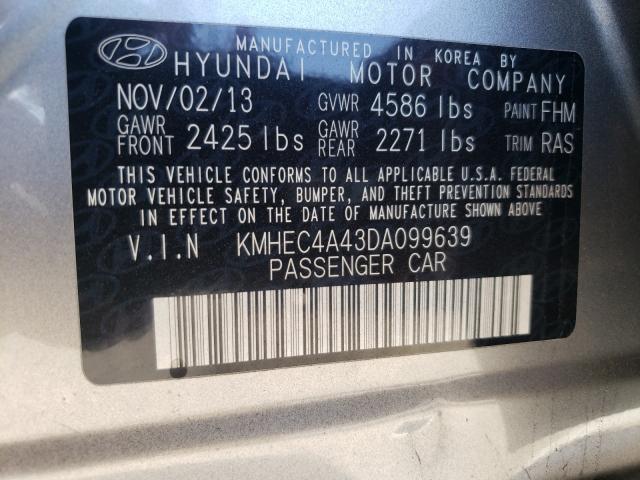 MANUFACTURED IN KOREA BY
HYUNDAI MOTOR COMPANY
NOV/02/13 GVWR 4586 lbs PAINT FHM
GAWR FRONT 2425 lbs GAWR REAR 2271 lbs TRIM RAS
THIS VEHICLE CONFORMS TO ALL APPLICABLE U.S.A. FEDERAL
MOTOR VEHICLE SAFETY, BUMPER, AND THEFT PREVENTION STANDARDS
IN EFFECT ON THE DATE OF MANUFACTURE SHOWN ABOVE.
V.I.N KMHEC4A43DA099639
PASSENGER CAR